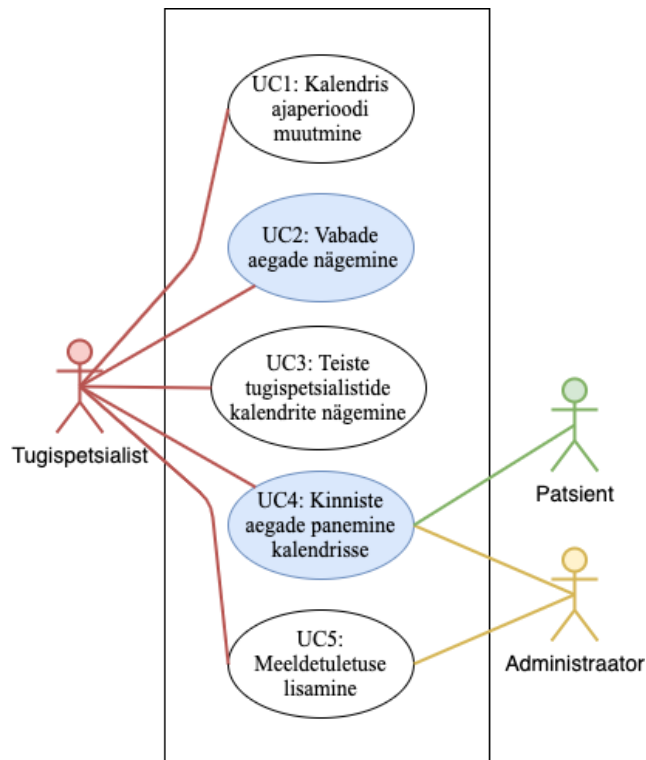 UC1: Kalendris
ajaperioodi
muutmine
UC2: Vabade
aegade nägemine
UC3: Teiste
tugispetsialistide
kalendrite nägemine
Tugispetsialist
UC4: Kinniste
aegade panemine
kalendrisse
Patsient
UC5:
Meeldetuletuse
lisamine
Administraator